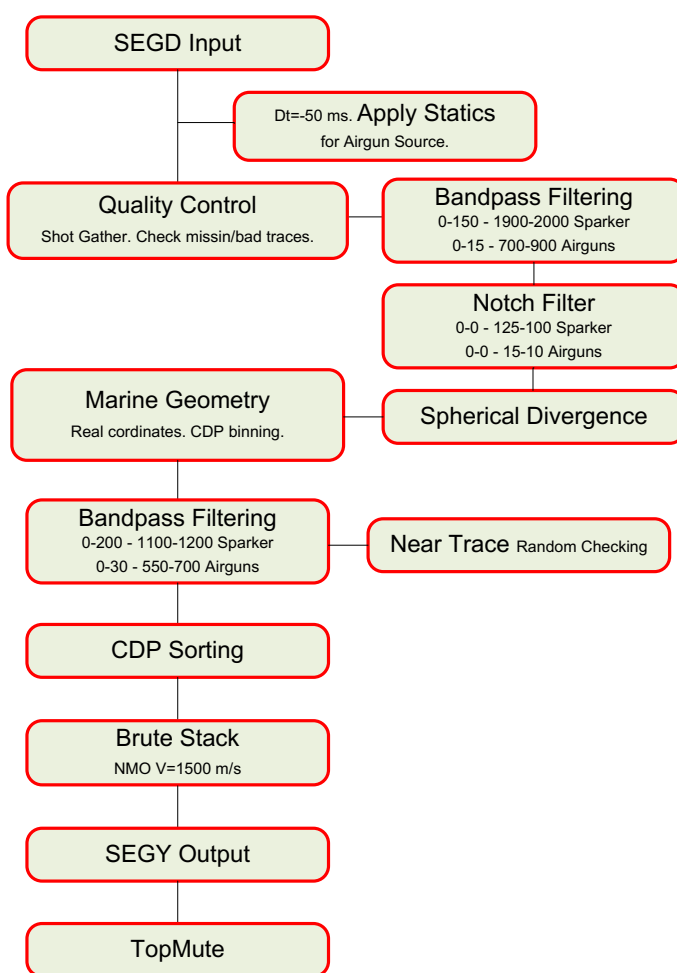 SEGD Input
Dt=-50 ms. Apply Statics
for Airgun Source.
Quality Control
Shot Gather. Check missin/bad traces.
Bandpass Filtering
0-150 - 1900-2000 Sparker
0-15 - 700-900 Airguns
Notch Filter
0-0 - 125-100 Sparker
0-0 - 15-10 Airguns
Marine Geometry
Real cordinates. CDP binning.
Spherical Divergence
Bandpass Filtering
0-200 - 1100-1200 Sparker
0-30 - 550-700 Airguns
Near Trace Random Checking
CDP Sorting
Brute Stack
NMO V=1500 m/s
SEGY Output
TopMute